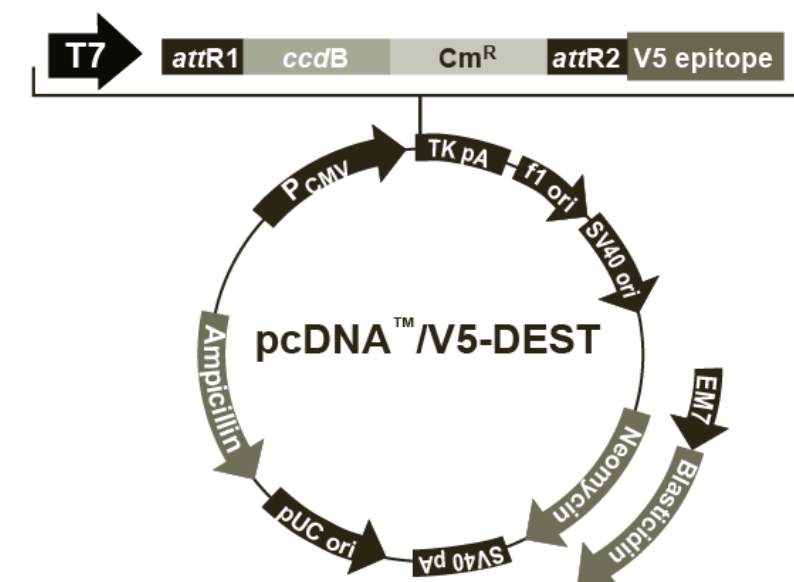 T7
attR1
ccdB
CmR
attR2
V5 epitope
PCMV
TK pA
f1 ori
SV40 ori
pcDNA™/V5-DEST
Ampicillin
EM7
Neomycin
Blasticidin
pUC ori
SV40 pA